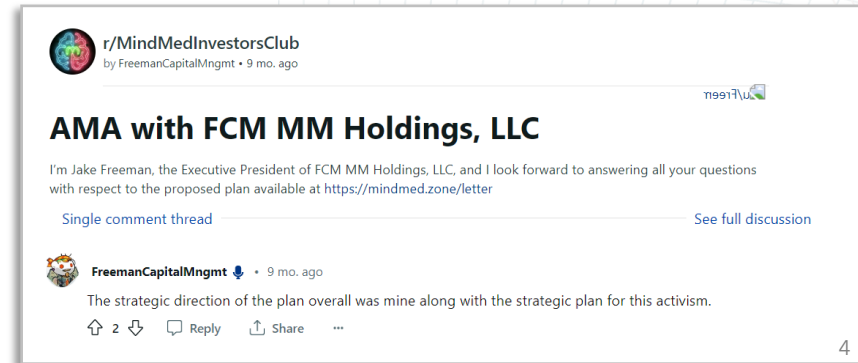 r/MindMedInvestorsClub
by FreemanCapitalMngmt • 9 mo. ago
u/Freen
AMA with FCM MM Holdings, LLC
I'm Jake Freeman, the Executive President of FCM MM Holdings, LLC, and I look forward to answering all your questions
with respect to the proposed plan available at https://mindmed.zone/letter
Single comment thread
See full discussion
FreemanCapitalMngmt • 9 mo. ago
The strategic direction of the plan overall was mine along with the strategic plan for this activism.
2 Reply Share ···
4